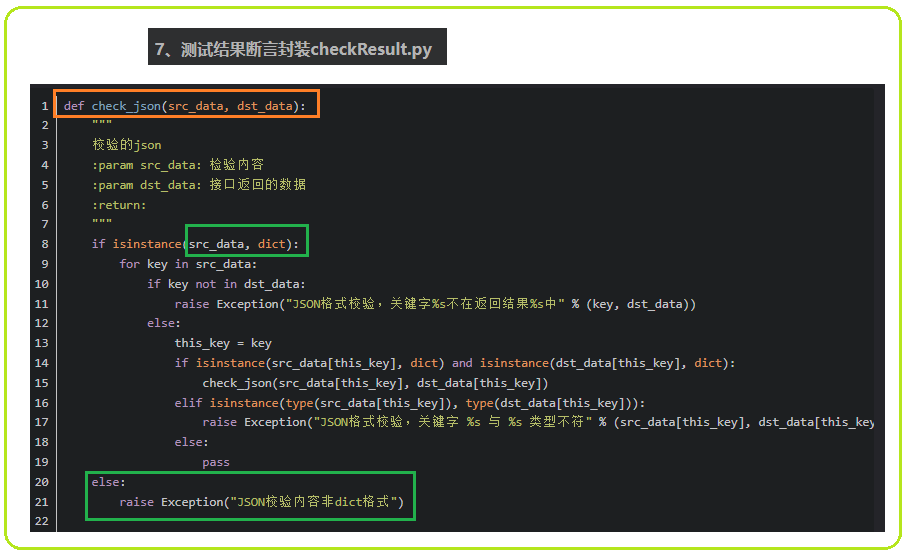 7、测试结果断言封装checkResult.py
1 def check_json(src_data, dst_data):
2 """
3 校验的json
4 :param src_data: 检验内容
5 :param dst_data: 接口返回的数据
6 :return:
7 """
8 if isinstance(src_data, dict):
9 for key in src_data:
10 if key not in dst_data:
11 raise Exception("JSON格式校验，关键字%s不在返回结果%s中" % (key, dst_data))
12 else:
13 this_key = key
14 if isinstance(src_data[this_key], dict) and isinstance(dst_data[this_key], dict):
15 check_json(src_data[this_key], dst_data[this_key])
16 elif isinstance(type(src_data[this_key]), type(dst_data[this_key])):
17 raise Exception("JSON格式校验，关键字 %s 与 %s 类型不符" % (src_data[this_key], dst_data[this_key
18 else:
19 pass
20 else:
21 raise Exception("JSON校验内容非dict格式")
22